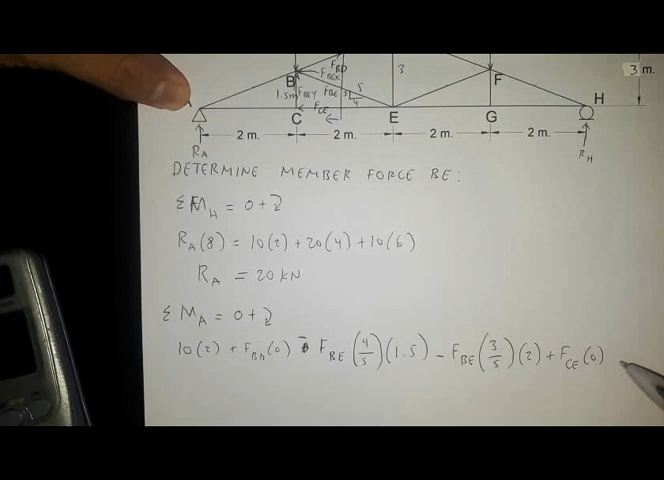 F_BD
F_BEX
3
3 m.
B
F
1.5m F_BEY F_BE 3 5
4
F_CE
H
C E G
2 m. 2 m. 2 m. 2 m.
R_A R_H
DETERMINE MEMBER FORCE BE:
ΣM_H = 0 +
R_A(8) = 10(2) + 20(4) + 10(6)
R_A = 20 KN
ΣM_A = 0 +
10(2) + F_BD(0) - F_BE(4/5)(1.5) - F_BE(3/5)(2) + F_CE(0)